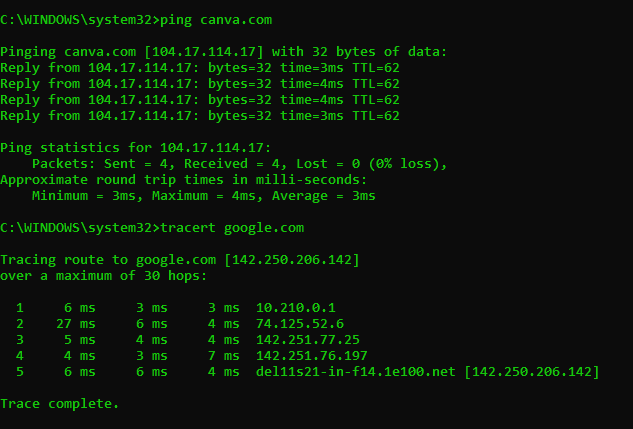 C:\WINDOWS\system32>ping canva.com
Pinging canva.com [104.17.114.17] with 32 bytes of data:
Reply from 104.17.114.17: bytes=32 time=3ms TTL=62
Reply from 104.17.114.17: bytes=32 time=4ms TTL=62
Reply from 104.17.114.17: bytes=32 time=4ms TTL=62
Reply from 104.17.114.17: bytes=32 time=3ms TTL=62
Ping statistics for 104.17.114.17:
    Packets: Sent = 4, Received = 4, Lost = 0 (0% loss),
Approximate round trip times in milli-seconds:
    Minimum = 3ms, Maximum = 4ms, Average = 3ms
C:\WINDOWS\system32>tracert google.com
Tracing route to google.com [142.250.206.142]
over a maximum of 30 hops:
  1     6 ms     3 ms     3 ms  10.210.0.1
  2    27 ms     6 ms     4 ms  74.125.52.6
  3     5 ms     4 ms     4 ms  142.251.77.25
  4     4 ms     3 ms     7 ms  142.251.76.197
  5     6 ms     6 ms     4 ms  del11s21-in-f14.1e100.net [142.250.206.142]
Trace complete.